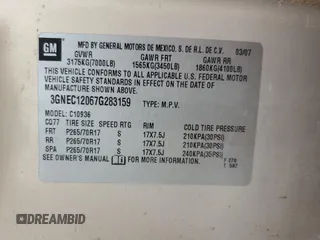 GM
MFD BY GENERAL MOTORS DE MEXICO, S. DE R.L. DE C.V. 03/07
GVWR GAWR FRT GAWR RR
3175KG(7000LB) 1565KG(3450LB) 1860KG(4100LB)
THIS VEHICLE CONFORMS TO ALL APPLICABLE U.S. FEDERAL MOTOR
VEHICLE SAFETY AND THEFT PREVENTION STANDARDS IN EFFECT ON THE DATE OF
MANUFACTURE SHOWN ABOVE.
3GNEC12067G283159 TYPE: M.P.V.
MODEL: C10936
CQ77 TIRE SIZE SPEED RTG RIM COLD TIRE PRESSURE
FRT P265/70R17 S 17X7.5J 210KPA(30PSI)
RR P265/70R17 S 17X7.5J 210KPA(30PSI)
SPA P265/70R17 S 17X7.5J 240KPA(35PSI)
SEE OWNER'S MANUAL FOR MORE INFORMATION.
DREAMBID